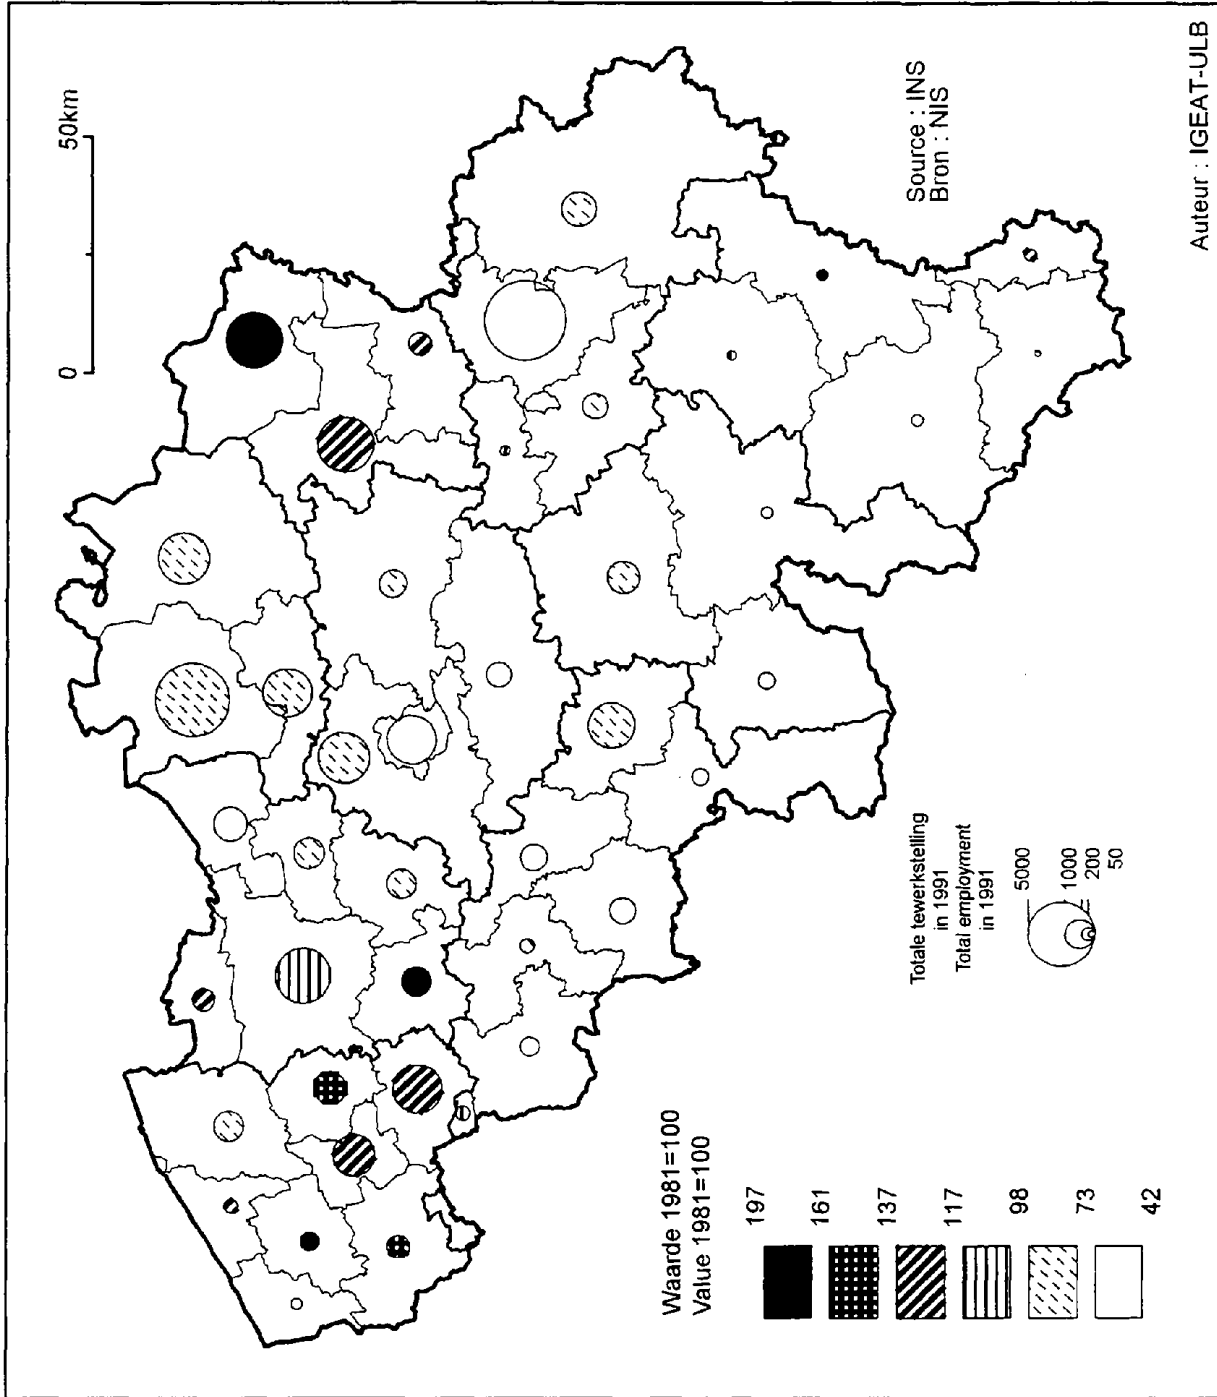 0
50km
Source : INS
Bron : NIS
Auteur : IGEAT-ULB
Totale tewerkstelling
in 1991
Total employment
in 1991
5000
1000
200
50
Waarde 1981=100
Value 1981=100
197
161
137
117
98
73
42